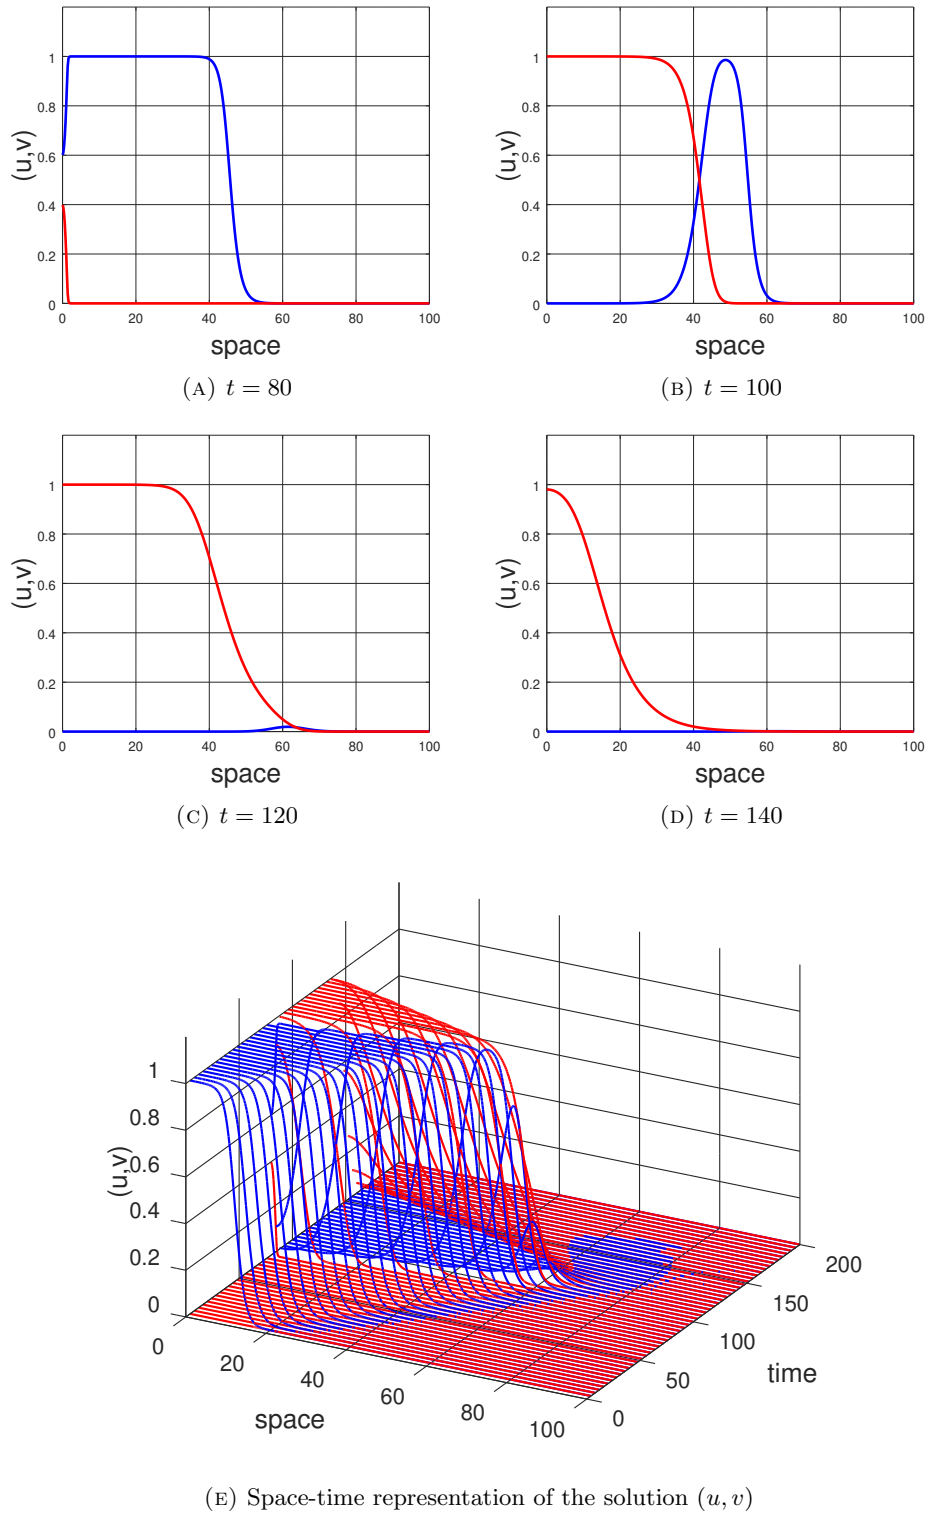 (u,v)
1
0.8
0.6
0.4
0.2
0
0 20 40 60 80 100
space
(A) t = 80
(u,v)
1
0.8
0.6
0.4
0.2
0
0 20 40 60 80 100
space
(B) t = 100
(u,v)
1
0.8
0.6
0.4
0.2
0
0 20 40 60 80 100
space
(C) t = 120
(u,v)
1
0.8
0.6
0.4
0.2
0
0 20 40 60 80 100
space
(D) t = 140
(u,v)
1
0.8
0.6
0.4
0.2
0
0 20 40 60 80 100
space
0 50 100 150 200
time
(E) Space-time representation of the solution (u, v)